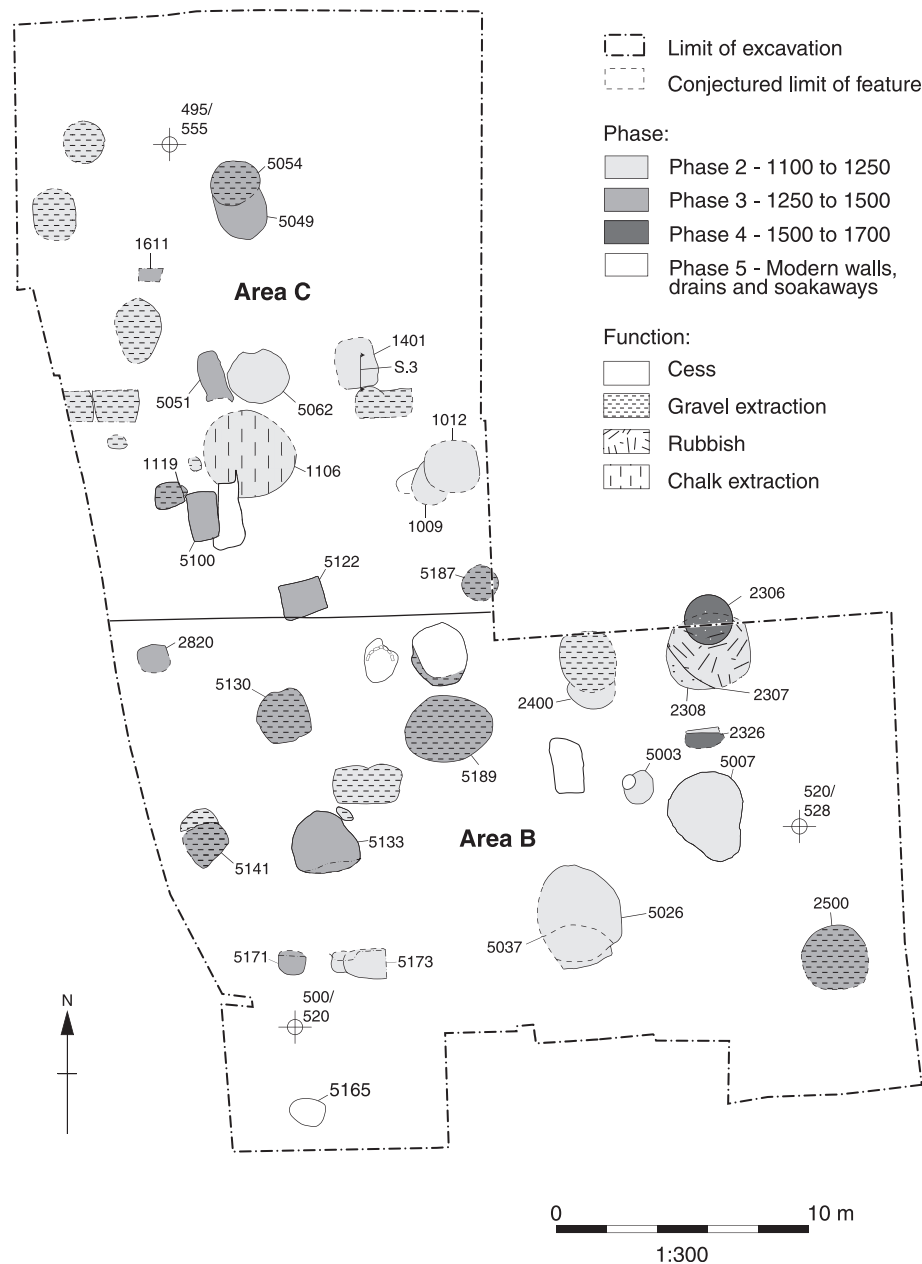 Limit of excavation
Conjectured limit of feature
Phase:
Phase 2 - 1100 to 1250
Phase 3 - 1250 to 1500
Phase 4 - 1500 to 1700
Phase 5 - Modern walls,
drains and soakaways
Function:
Cess
Gravel extraction
Rubbish
Chalk extraction
495/
555
5054
5049
1611
Area C
1401
S.3
5051
5062
1012
1119
1106
1009
5100
5122
5187
2306
2820
5130
2400
2308
2307
2326
5189
5003
5007
520/
528
5133
Area B
5141
5026
2500
5037
5171
5173
500/
520
N
5165
0
10 m
1:300